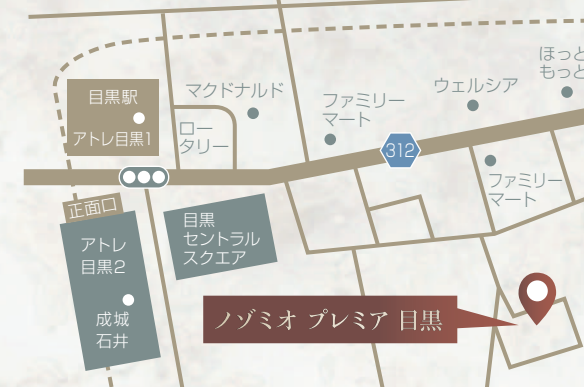 ほっと
もっと
ウェルシア
マクドナルド
目黒駅
アトレ目黒1
ファミリー
マート
ロー
タリー
312
ファミリー
マート
正面口
目黒
セントラル
スクエア
アトレ
目黒2
成城
石井
ノゾミオ プレミア 目黒